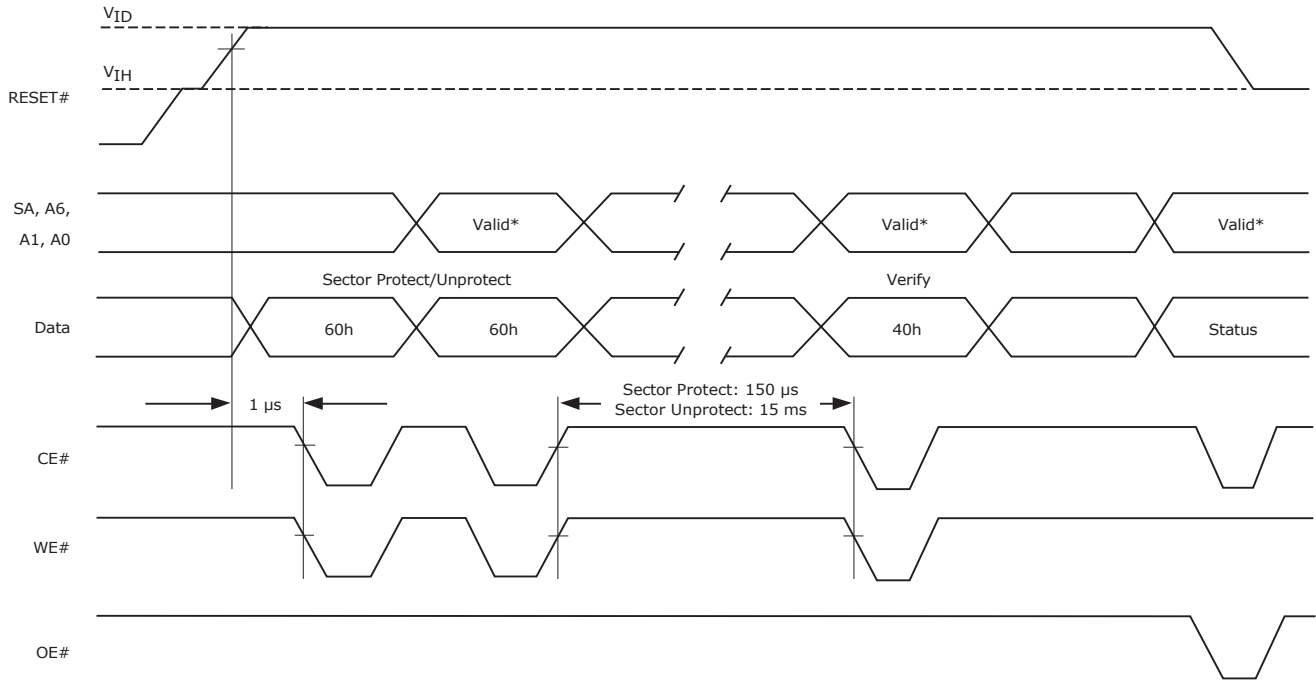 VID
VIH
RESET#
SA, A6,
A1, A0
Valid*
Valid*
Valid*
Sector Protect/Unprotect
Verify
Data
60h
60h
40h
Status
1 µs
Sector Protect: 150 µs
Sector Unprotect: 15 ms
CE#
WE#
OE#